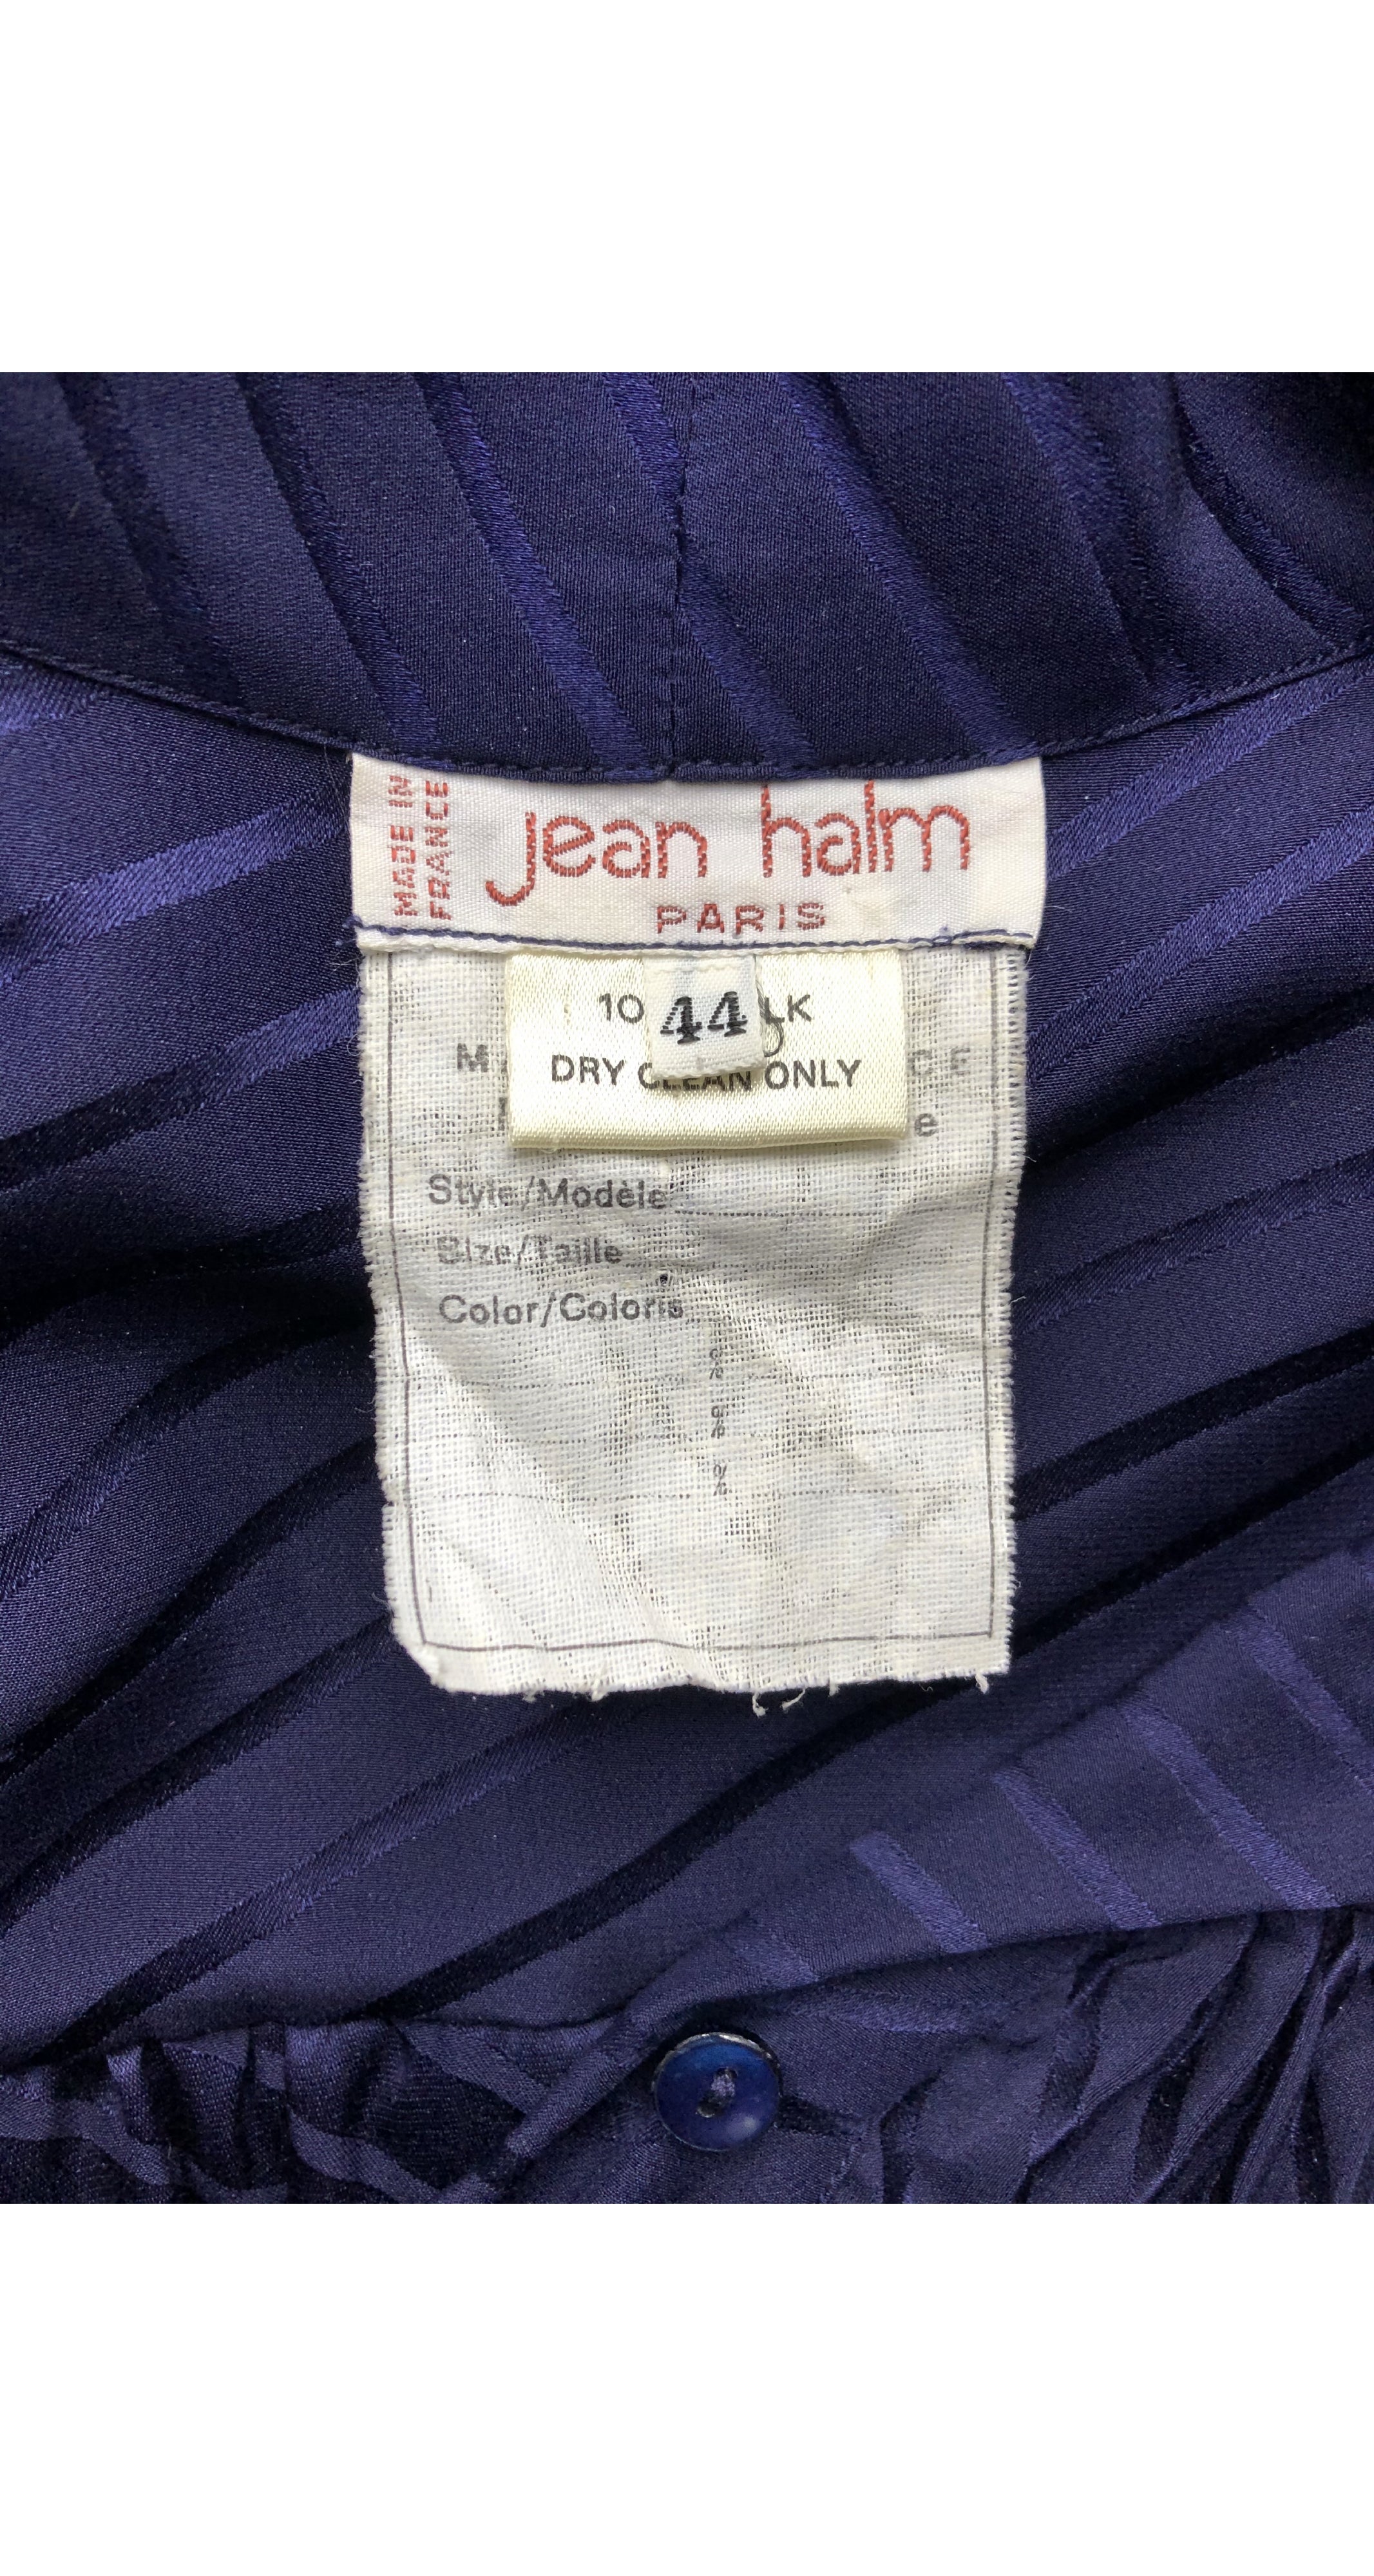 MADE IN
FRANCE
jean halm
PARIS
44
DRY CLEAN ONLY
Style/Modèle
Size/Taille
Color/Coloris
%
%
%